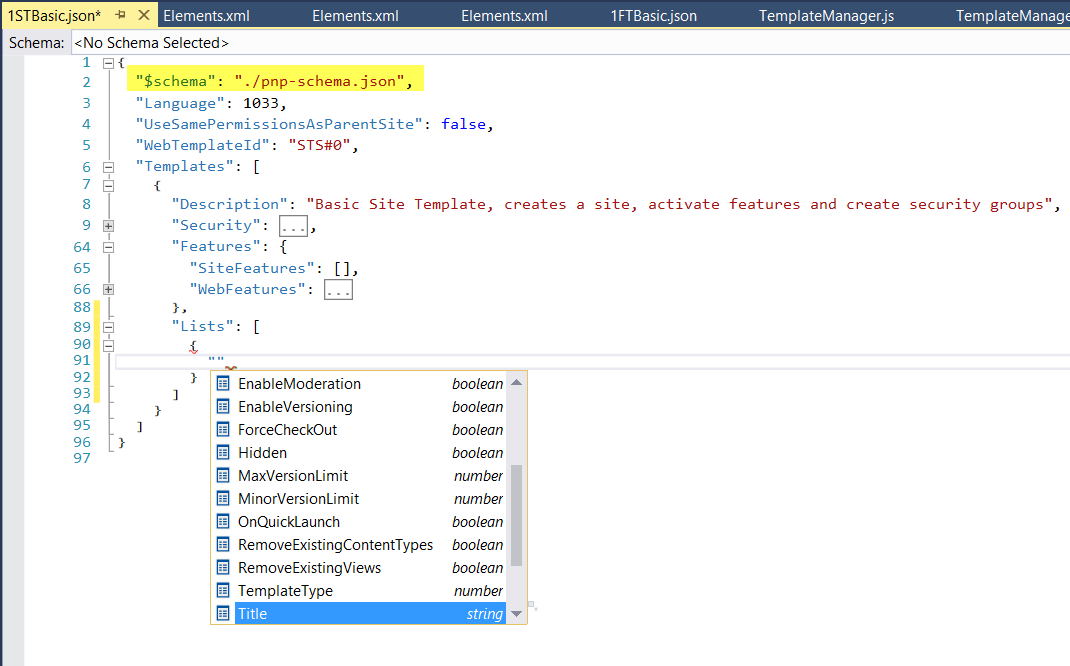 1STBasic.json* Elements.xml Elements.xml Elements.xml 1FTBasic.json TemplateManager.js TemplateManage
Schema: <No Schema Selected>
1 {
2 "$schema": "./pnp-schema.json",
3 "Language": 1033,
4 "UseSamePermissionsAsParentSite": false,
5 "WebTemplateId": "STS#0",
6 "Templates": [
7 {
8 "Description": "Basic Site Template, creates a site, activate features and create security groups",
9 "Security": ...,
64 "Features": {
65 "SiteFeatures": [],
66 "WebFeatures": ...
88 },
89 "Lists": [
90 {
91 ""
92 }
93 ]
94 }
95 ]
96 }
97
EnableModeration boolean
EnableVersioning boolean
ForceCheckOut boolean
Hidden boolean
MaxVersionLimit number
MinorVersionLimit number
OnQuickLaunch boolean
RemoveExistingContentTypes boolean
RemoveExistingViews boolean
TemplateType number
Title string